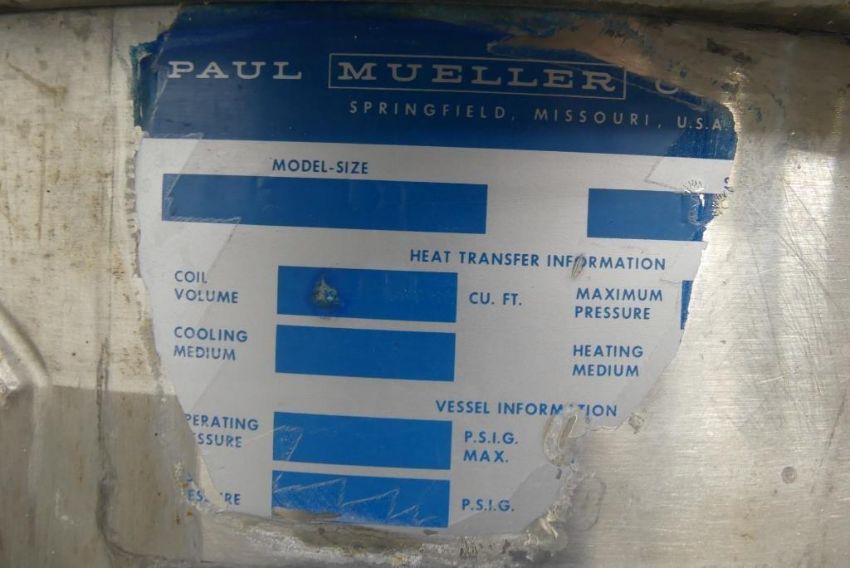 PAUL MUELLER
SPRINGFIELD, MISSOURI, U.S.A
MODEL-SIZE
HEAT TRANSFER INFORMATION
COIL
VOLUME
CU. FT.
MAXIMUM
PRESSURE
COOLING
MEDIUM
HEATING
MEDIUM
VESSEL INFORMATION
PERATING
SSURE
P.S.I.G.
MAX.
P.S.I.G.